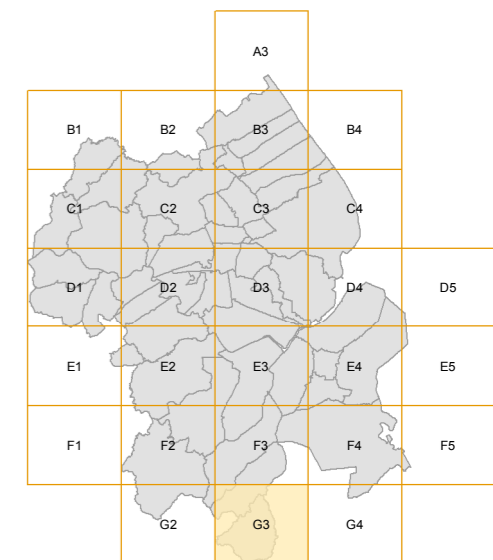 A3
B1 B2 B3 B4
C1 C2 C3 C4
D1 D2 D3 D4 D5
E1 E2 E3 E4 E5
F1 F2 F3 F4 F5
G2 G3 G4